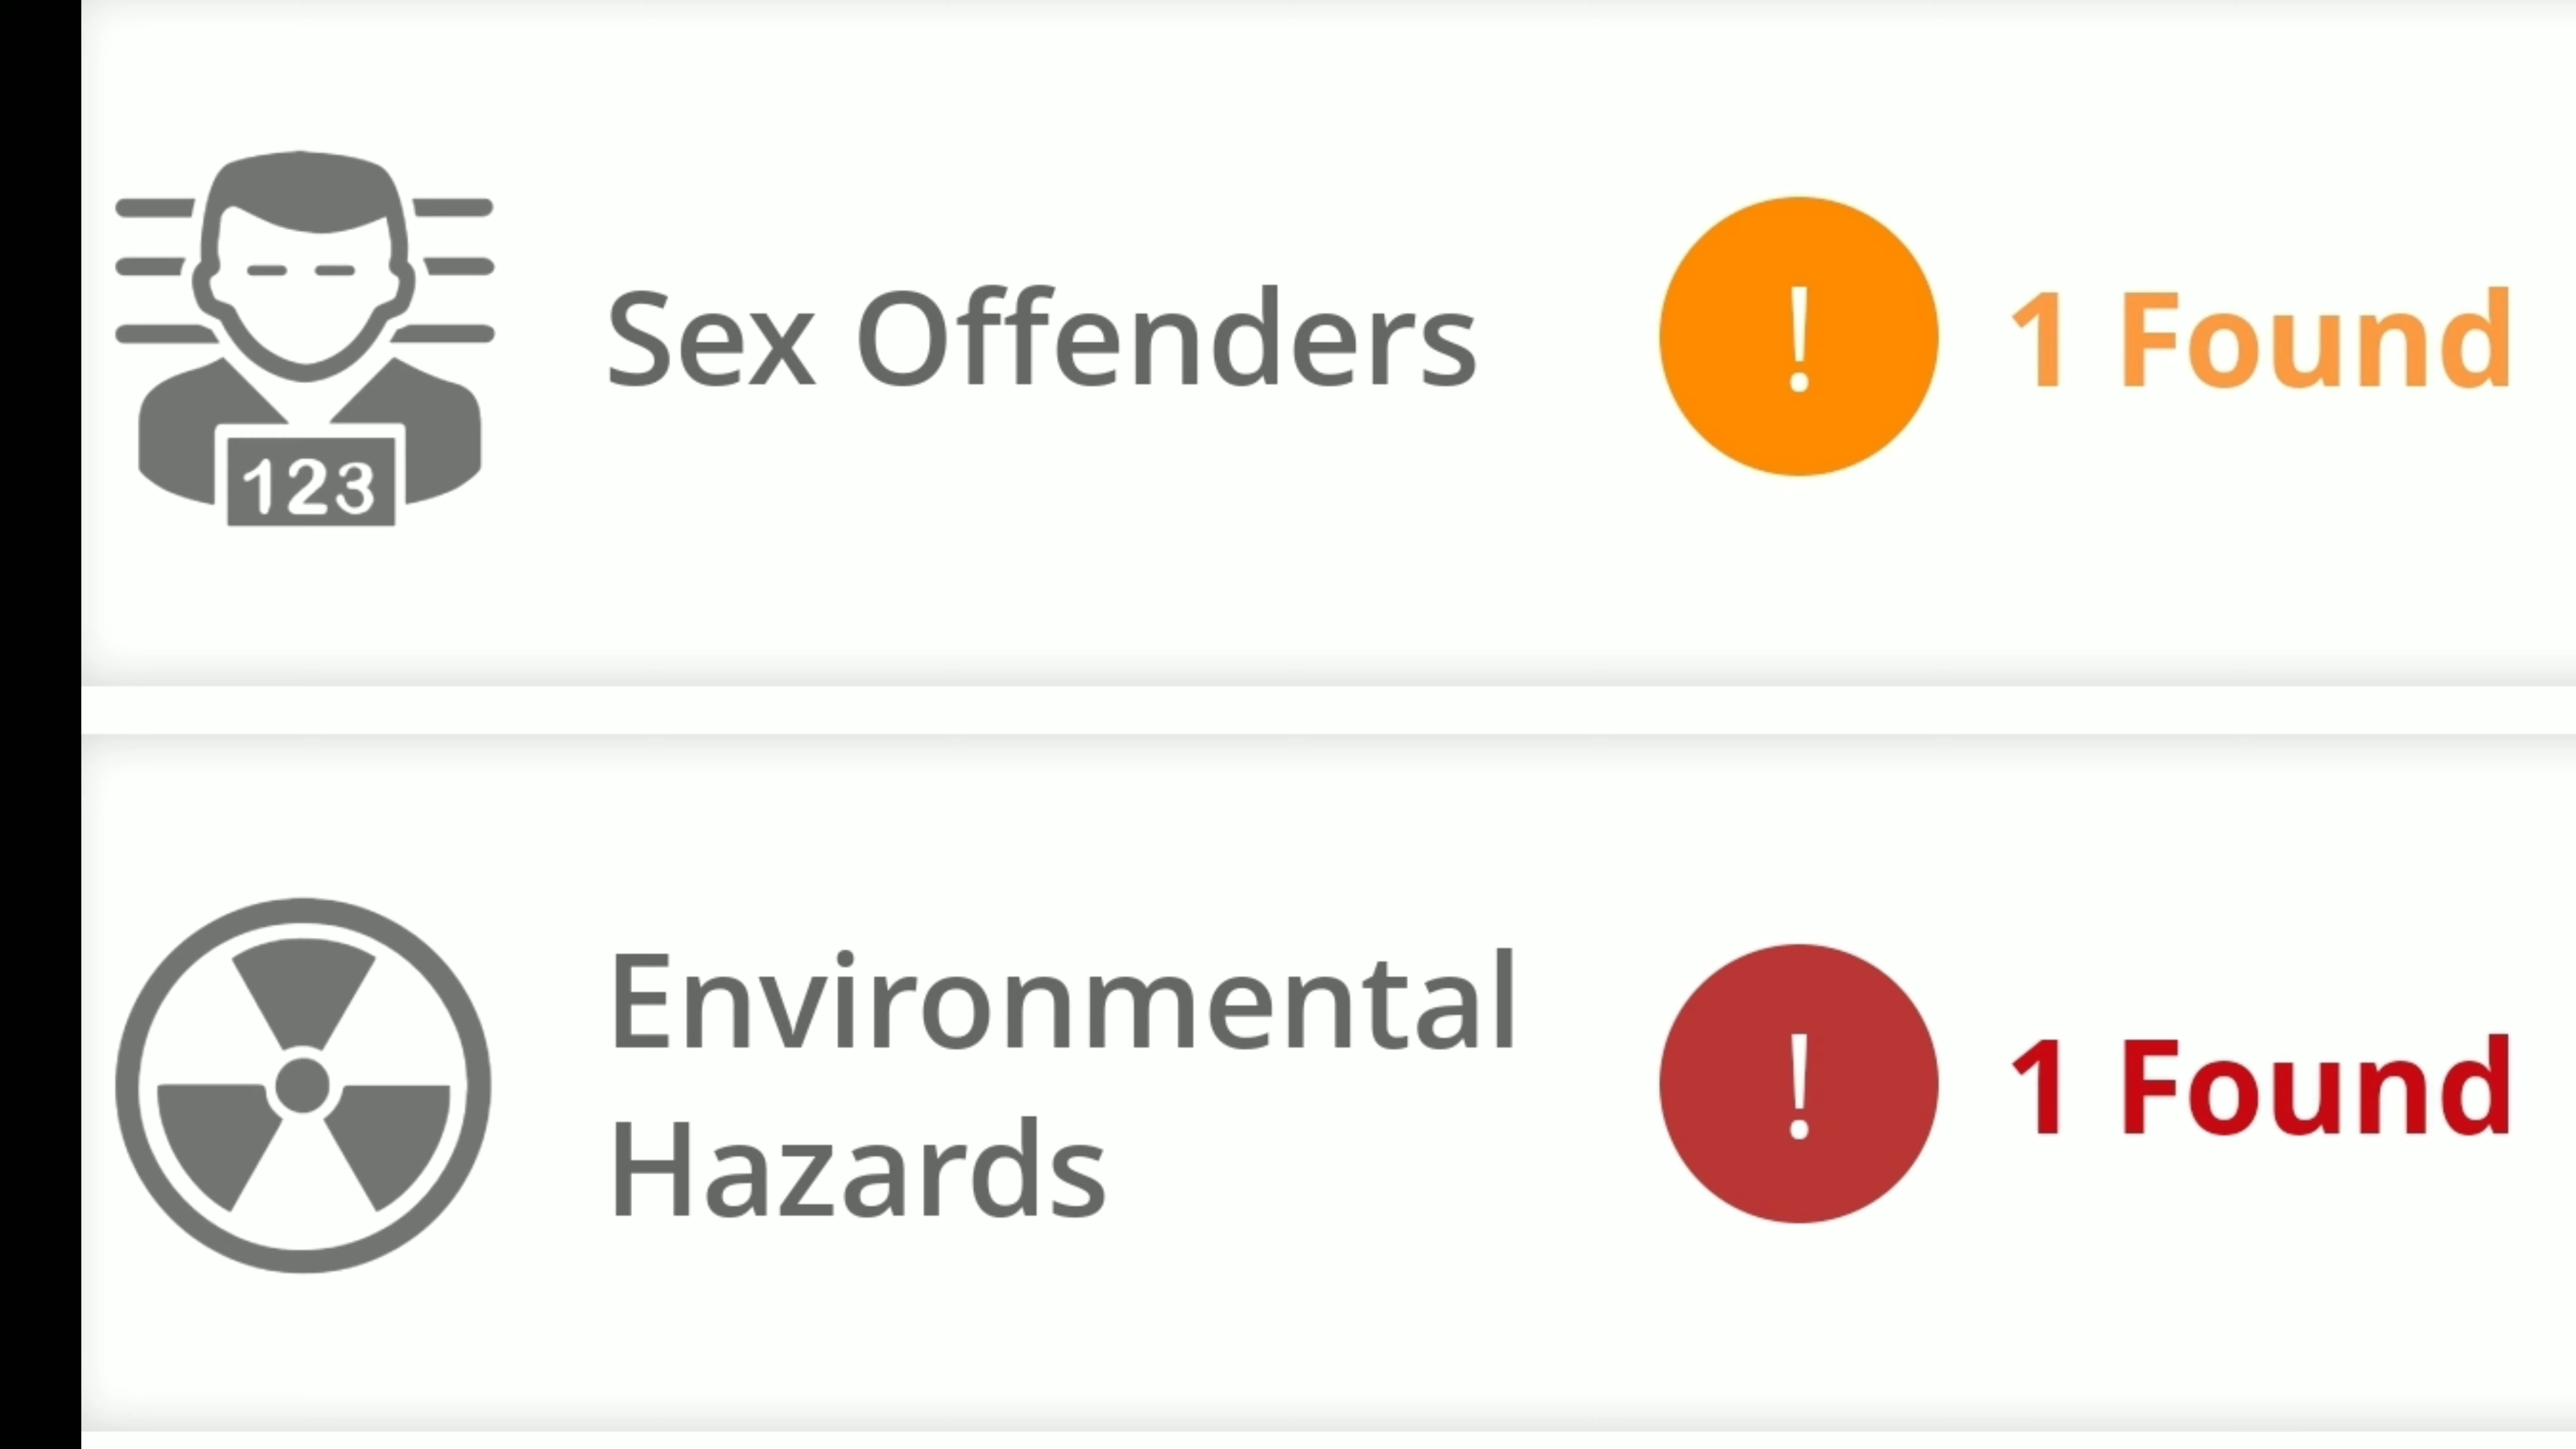 123
Sex Offenders
!
1 Found
Environmental
Hazards
!
1 Found